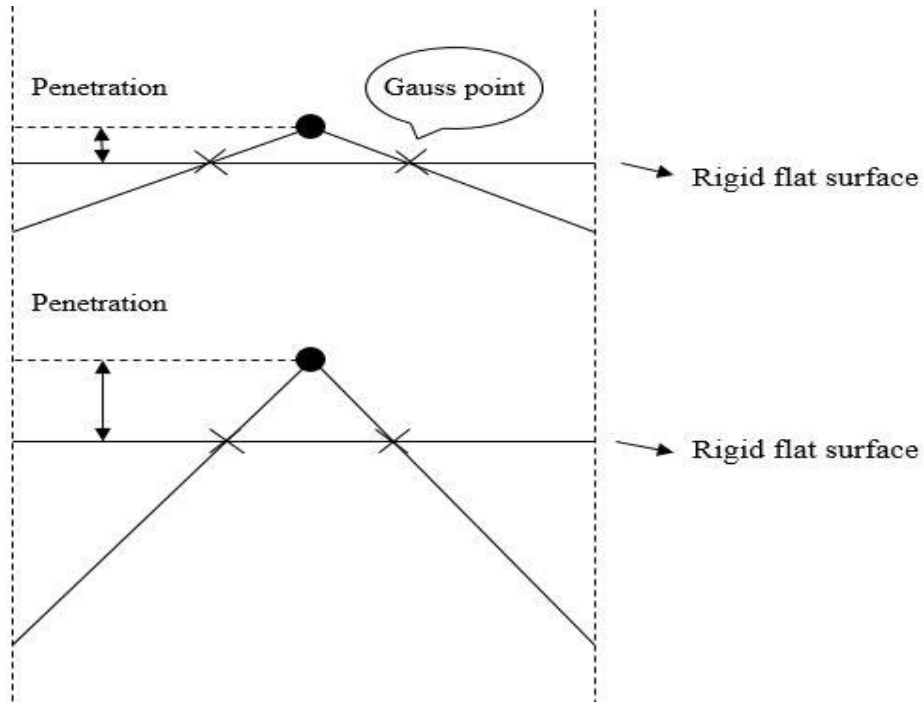 Penetration
Gauss point
Rigid flat surface
Penetration
Rigid flat surface